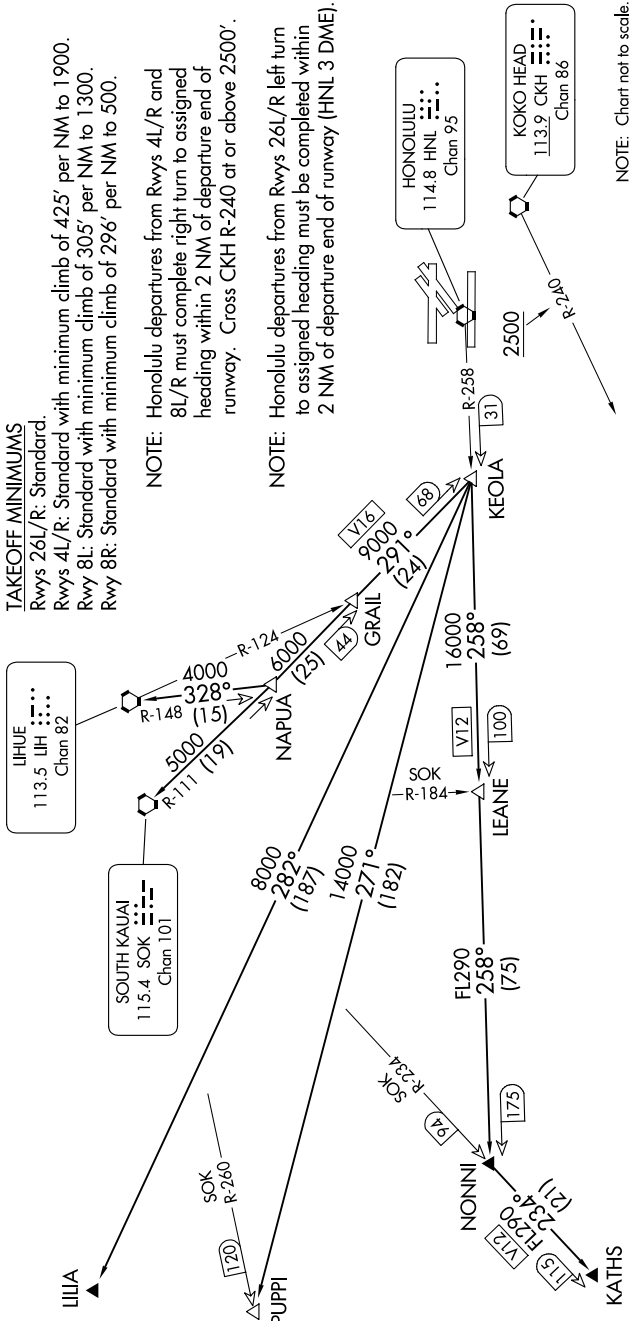 TAKEOFF MINIMUMS
Rwys 26L/R: Standard.
Rwys 4L/R: Standard with minimum climb of 425' per NM to 1900.
Rwy 8L: Standard with minimum climb of 305' per NM to 1300.
Rwy 8R: Standard with minimum climb of 296' per NM to 500.
NOTE: Honolulu departures from Rwys 4L/R and
8L/R must complete right turn to assigned
heading within 2 NM of departure end of
runway. Cross CKH R-240 at or above 2500'.
NOTE: Honolulu departures from Rwys 26L/R left turn
to assigned heading must be completed within
2 NM of departure end of runway (HNL 3 DME).
LIHUE
113.5 LIH
Chan 82
SOUTH KAUAI
115.4 SOK
Chan 101
HONOLULU
114.8 HNL
Chan 95
KOKO HEAD
113.9 CKH
Chan 86
R-124
4000
328°
R-148
(15)
5000
R-111
(19)
NAPUA
6000
(25)
44
GRAIL
V16
9000
291°
(24)
68
KEOLA
R-258
31
2500
R-240
LILIA
8000
282°
(187)
14000
271°
(182)
SOK
R-260
120
PUPPI
16000
258°
(69)
V12
100
SOK
R-184
LEANE
FL290
258°
(75)
SOK
R-234
94
175
NONNI
FL290
234°
(21)
V12
115
KATHS
NOTE: Chart not to scale.